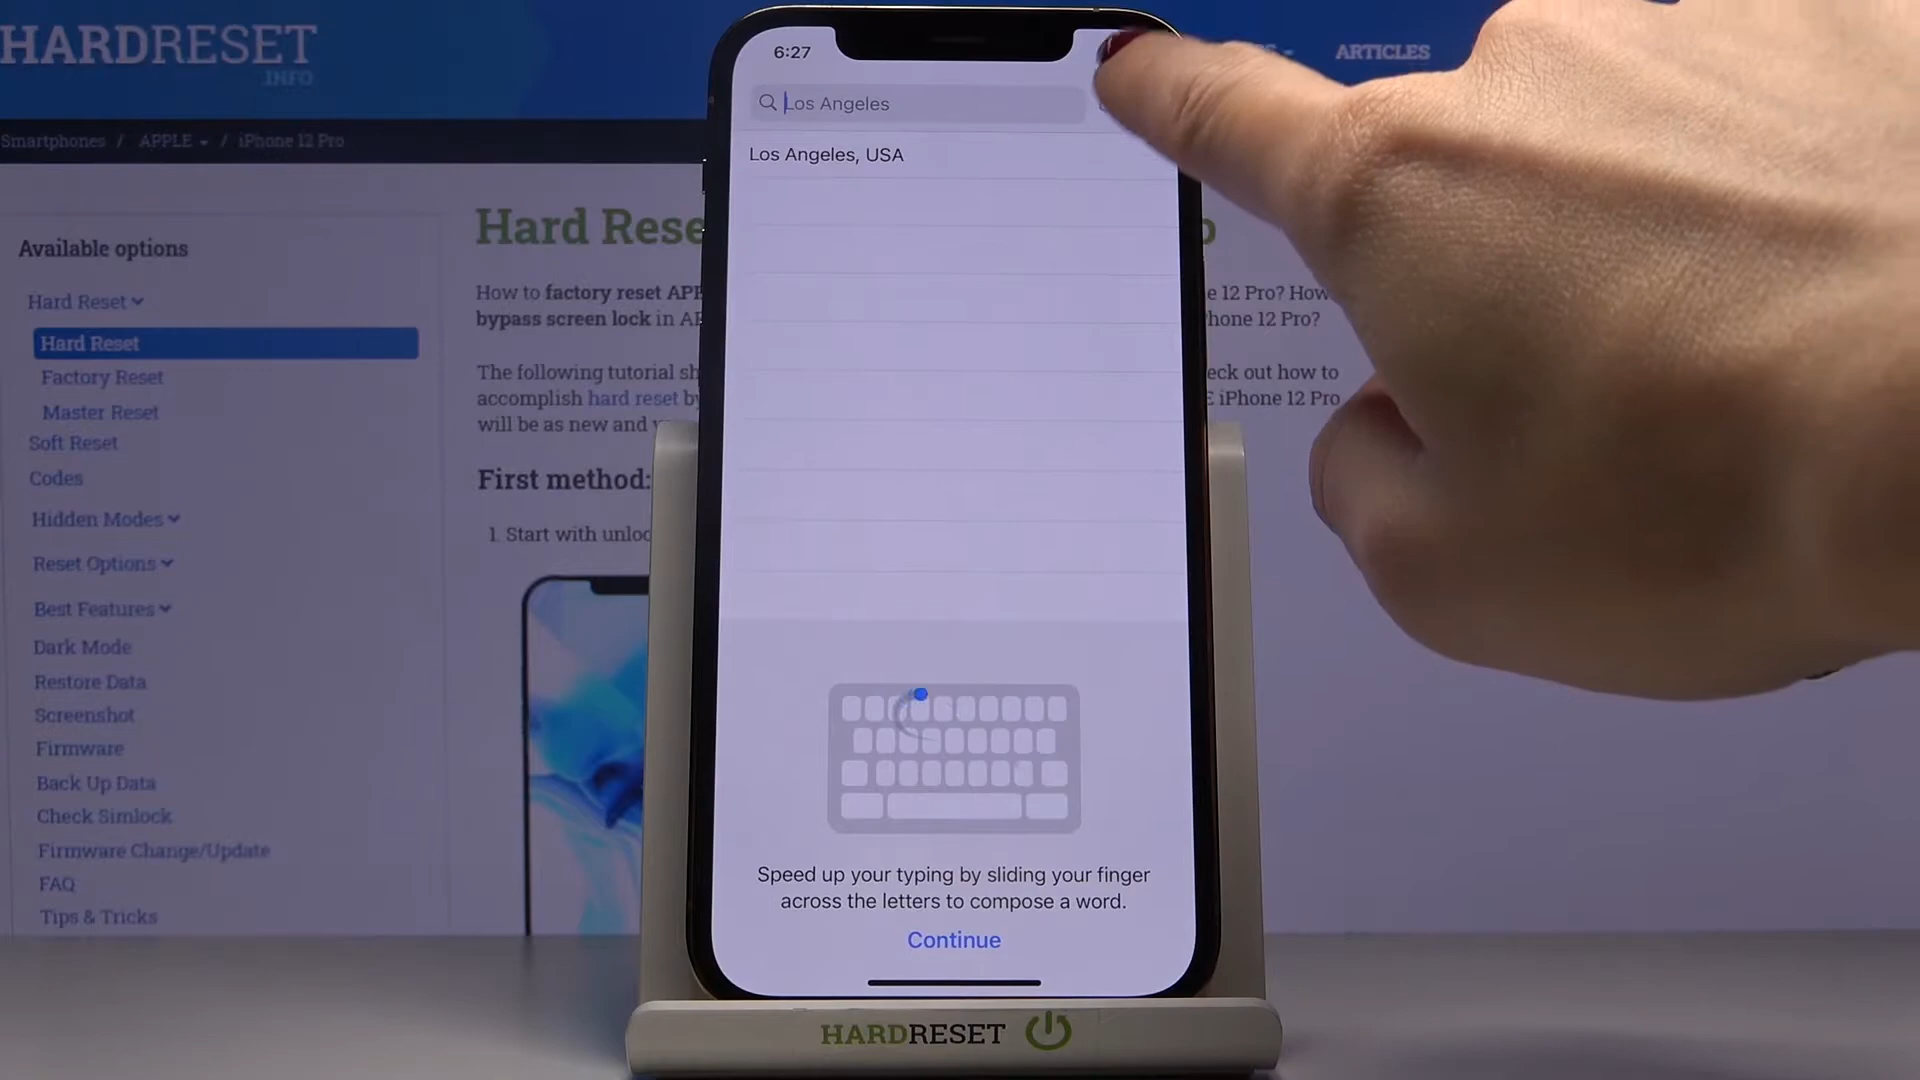 HARDRESET
.INFO
ARTICLES
Smartphones / APPLE / iPhone 12 Pro
6:27
Los Angeles
Los Angeles, USA
Available options
Hard Reset
Hard Reset
Factory Reset
Master Reset
Soft Reset
Codes
Hidden Modes
Reset Options
Best Features
Dark Mode
Restore Data
Screenshot
Firmware
Back Up Data
Check Simlock
Firmware Change/Update
FAQ
Tips & Tricks
Hard Rese
How to factory reset APP
e 12 Pro? How
bypass screen lock in AP
hone 12 Pro?
The following tutorial sh
eck out how to
accomplish hard reset by
E iPhone 12 Pro
will be as new and
First method:
1. Start with unloc
Speed up your typing by sliding your finger
across the letters to compose a word.
Continue
HARDRESET